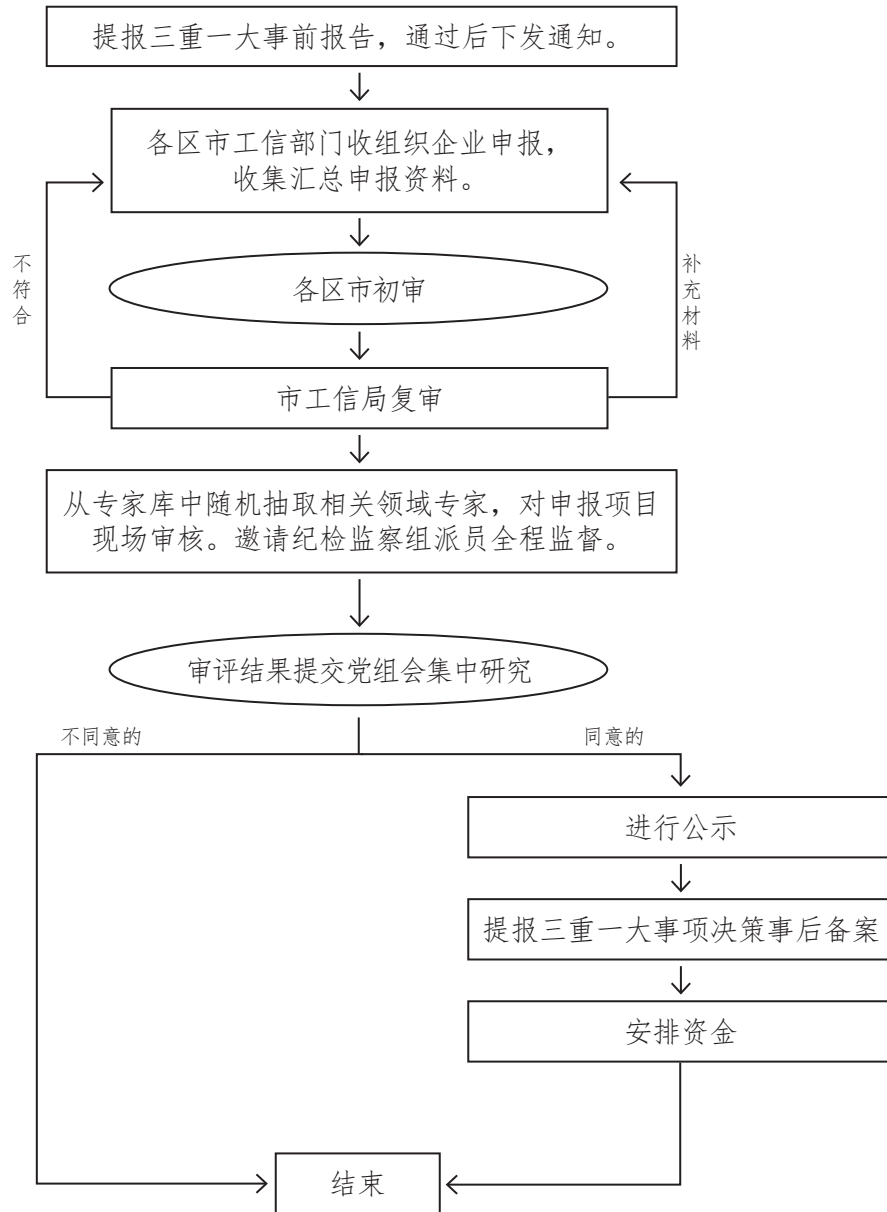 提报三重一大事前报告，通过后下发通知。
各区市工信部门收组织企业申报，
收集汇总申报资料。
不符合
补充材料
各区市初审
市工信局复审
从专家库中随机抽取相关领域专家，对申报项目
现场审核。邀请纪检监察组派员全程监督。
审评结果提交党组会集中研究
不同意的
同意的
进行公示
提报三重一大事项决策事后备案
安排资金
结束